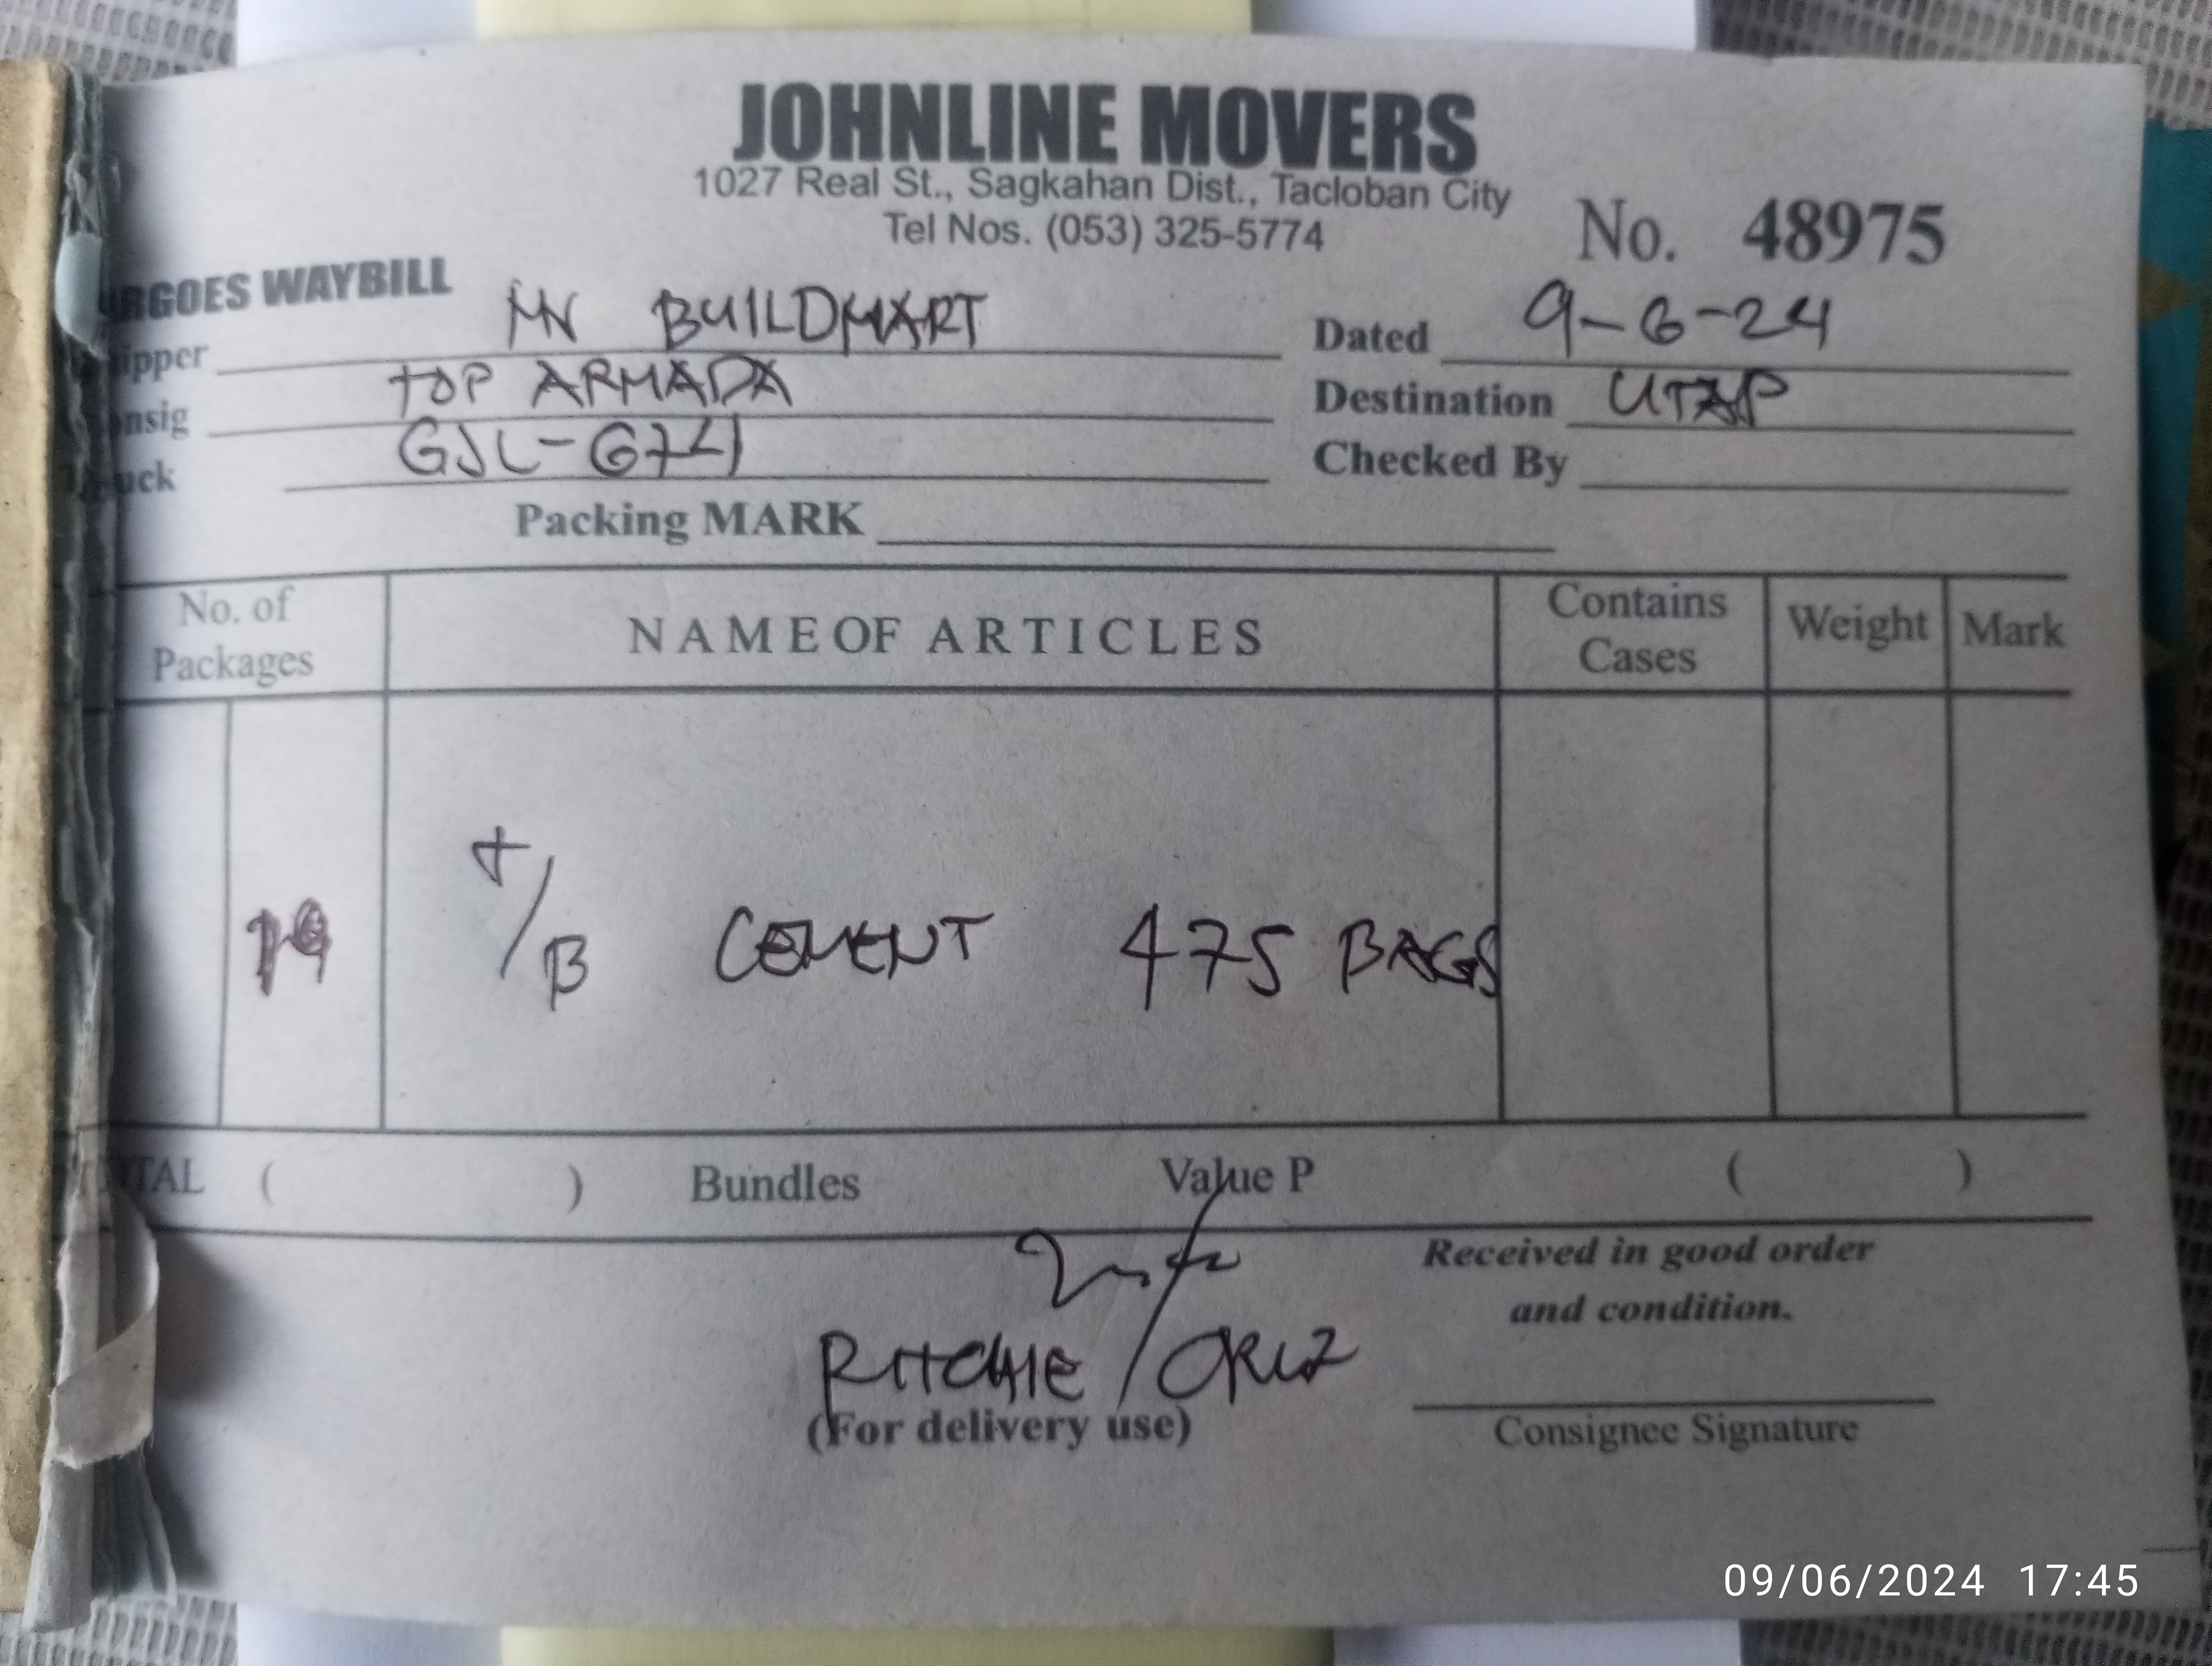 JOHNLINE MOVERS
1027 Real St., Sagkahan Dist., Tacloban City
Tel Nos. (053) 325-5774
No. 48975
RGOES WAYBILL
ipper MN BUILDMART
Dated 9-6-24
nsig TOP ARMADA
Destination UTAP
uck
Checked By
Packing MARK
No. of Packages
NAME OF ARTICLES
Contains Cases
Weight
Mark
19
T/B CEMENT 475 BAGS
TAL ( ) Bundles Value P ( )
Received in good order
and condition.
RITCHIE / CRUZ
(For delivery use)
Consignee Signature
09/06/2024 17:45